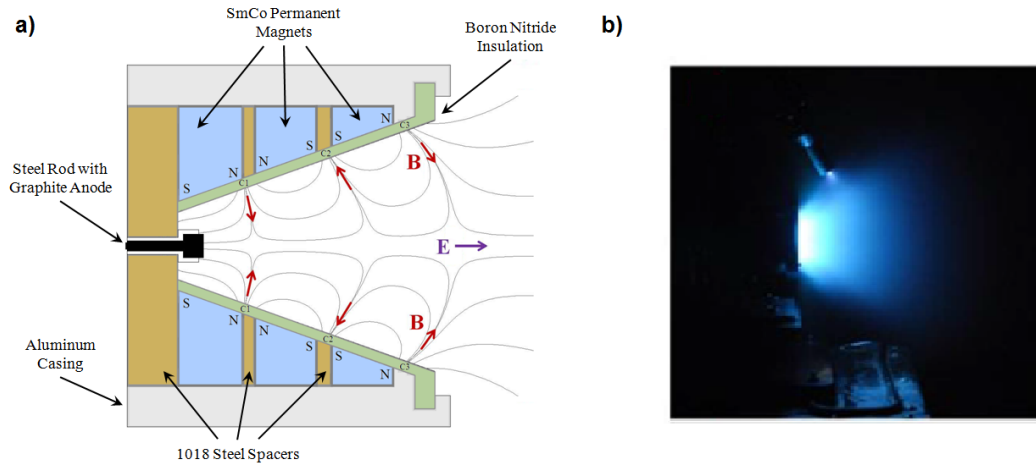 a)
SmCo Permanent
Magnets
Boron Nitride
Insulation
b)
N
N
S
C3
S
C2
B
Steel Rod with
Graphite Anode
S
N
N
C1
E
S
C1
N
N
S
C2
S
B
Aluminum
Casing
N
C3
1018 Steel Spacers